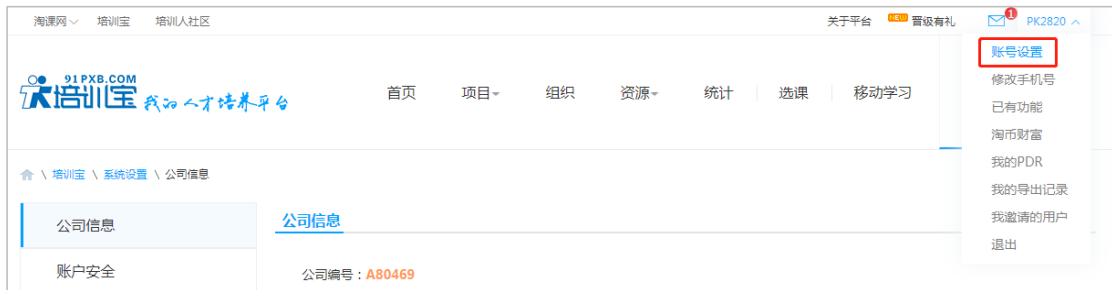 淘课网 培训宝 培训人社区 关于平台 NEW 晋级有礼 1 PK2820
账号设置
修改手机号
已有功能
淘币财富
我的PDR
我的导出记录
我邀请的用户
退出
91PXB.COM
培训宝 我的人才培养平台
首页 项目 组织 资源 统计 选课 移动学习
\ 培训宝 \ 系统设置 \ 公司信息
公司信息
账户安全
公司信息
公司编号：A80469